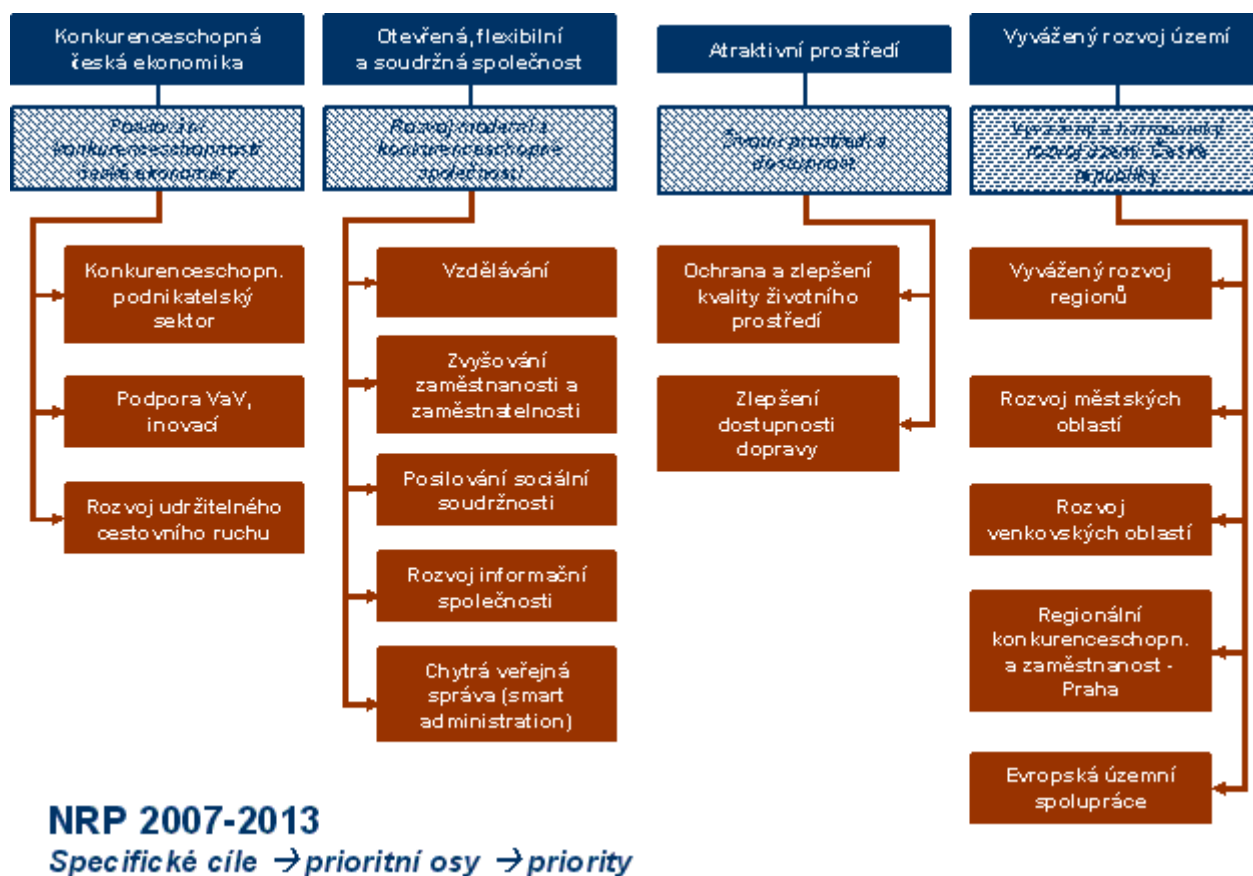 Konkurenceschopná
česká ekonomika
Posilování
konkurenceschopnosti
české ekonomiky
Konkurenceschopn.
podnikatelský
sektor
Podpora VaV,
inovací
Rozvoj udržitelného
cestovního ruchu
Otevřená, flexibilní
a soudržná společnost
Rozvoj moderní a
konkurenceschopné
společnosti
Vzdělávání
Zvyšování
zaměstnanosti a
zaměstnatelnosti
Posilování sociální
soudržnosti
Rozvoj informační
společnosti
Chytrá veřejná
správa (smart
administration)
Atraktivní prostředí
Životní prostředí a
dostupnost
Ochrana a zlepšení
kvality životního
prostředí
Zlepšení
dostupnosti
dopravy
Vyvážený rozvoj území
Vyvážený a harmonický
rozvoj území České
republiky
Vyvážený rozvoj
regionů
Rozvoj městských
oblastí
Rozvoj
venkovských oblastí
Regionální
konkurenceschopn.
a zaměstnanost -
Praha
Evropská územní
spolupráce
NRP 2007-2013
Specifické cíle → prioritní osy → priority